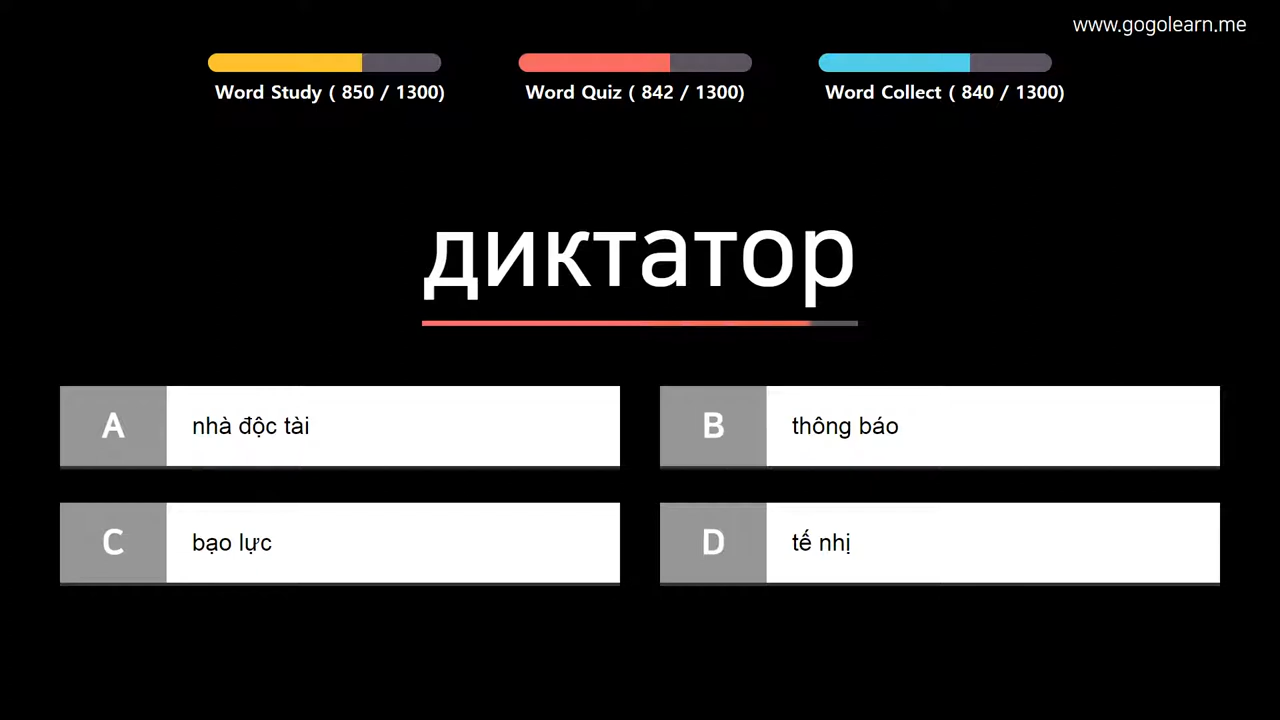 www.gogolearn.me
Word Study ( 850 / 1300)
Word Quiz ( 842 / 1300)
Word Collect ( 840 / 1300)
диктатор
A nhà độc tài
B thông báo
C bạo lực
D tế nhị